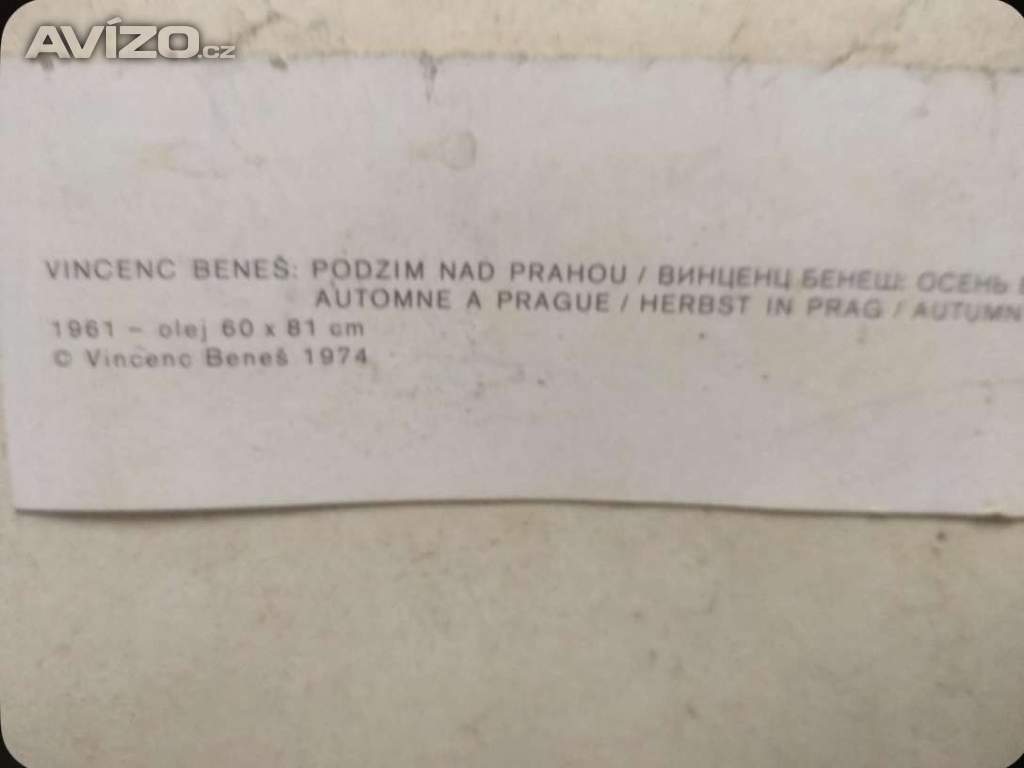 AVÍZO.cz
VINCENC BENEŠ: PODZIM NAD PRAHOU / ВИНЦЕНЦ БЕНЕШ: ОСЕНЬ
AUTOMNE A PRAGUE / HERBST IN PRAG / AUTUMN
1961 – olej 60 x 81 cm
© Vincenc Beneš 1974